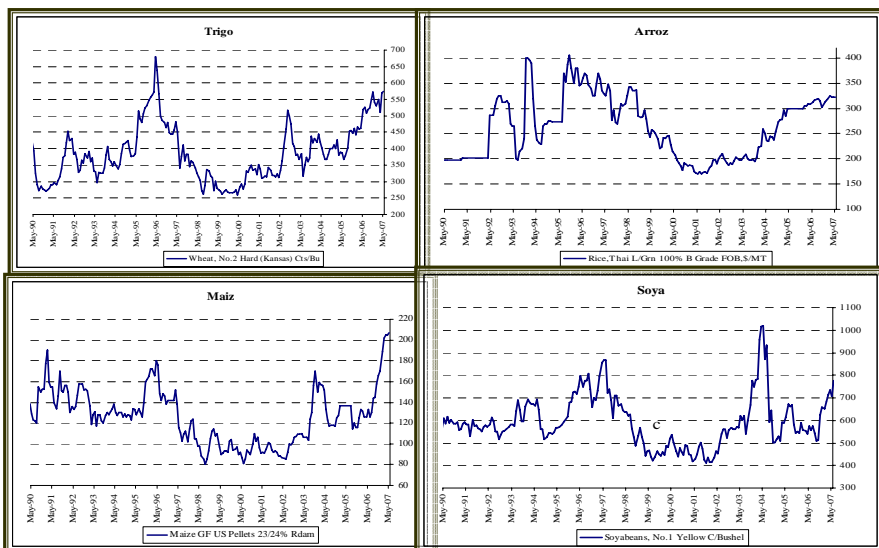 Trigo
700
650
600
550
500
450
400
350
300
250
200
May-90
May-91
May-92
May-93
May-94
May-95
May-96
May-97
May-98
May-99
May-00
May-01
May-02
May-03
May-04
May-05
May-06
May-07
Wheat, No.2 Hard (Kansas) Cts/Bu
Arroz
400
350
300
250
200
150
100
May-90
May-91
May-92
May-93
May-94
May-95
May-96
May-97
May-98
May-99
May-00
May-01
May-02
May-03
May-04
May-05
May-06
May-07
Rice,Thai L/Grn 100% B Grade FOB,$/MT
Maiz
220
200
180
160
140
120
100
80
60
May-90
May-91
May-92
May-93
May-94
May-95
May-96
May-97
May-98
May-99
May-00
May-01
May-02
May-03
May-04
May-05
May-06
May-07
Maize GF US Pellets 23/24% Rdam
Soya
1100
1000
900
800
700
600
500
400
300
C
May-90
May-91
May-92
May-93
May-94
May-95
May-96
May-97
May-98
May-99
May-00
May-01
May-02
May-03
May-04
May-05
May-06
May-07
Soyabeans, No.1 Yellow C/Bushel